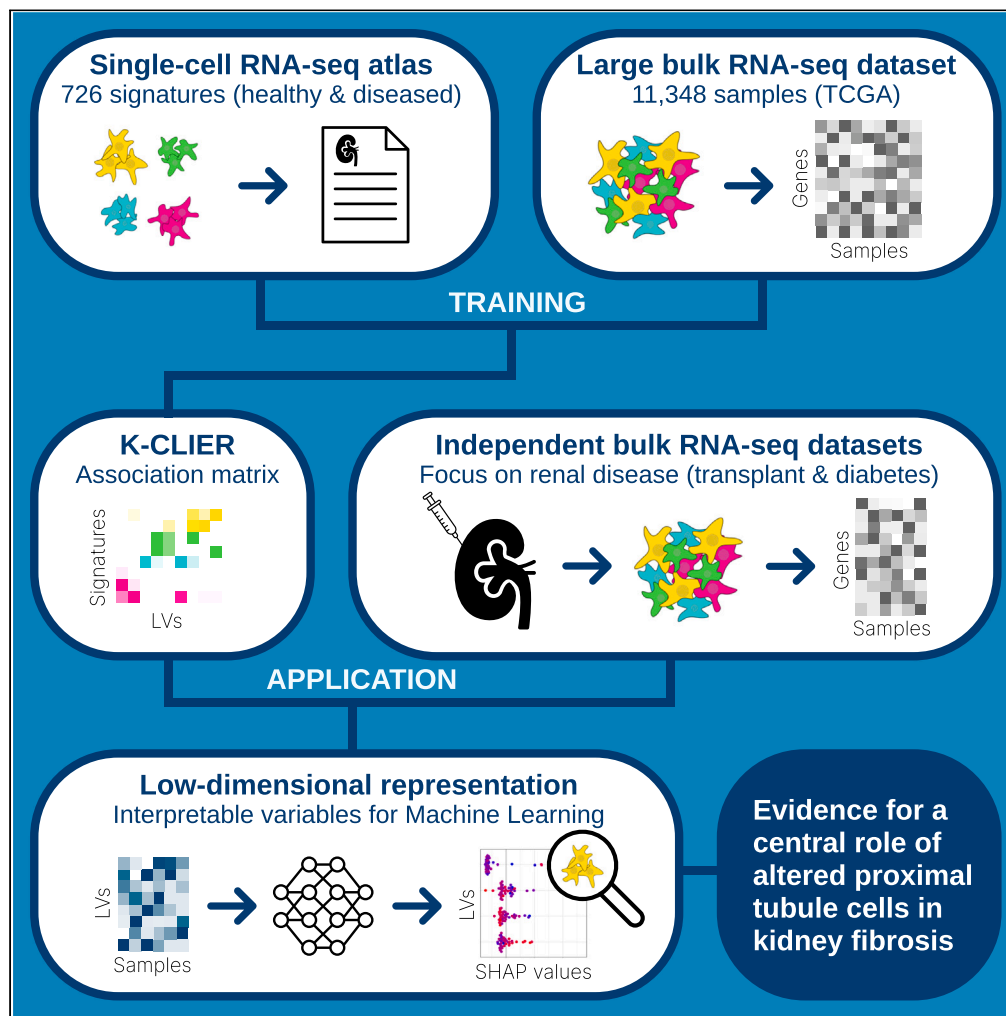 Single-cell RNA-seq atlas
726 signatures (healthy & diseased)
Large bulk RNA-seq dataset
11,348 samples (TCGA)
Genes
Samples
TRAINING
K-CLIER
Association matrix
Signatures
LVs
Independent bulk RNA-seq datasets
Focus on renal disease (transplant & diabetes)
Genes
Samples
APPLICATION
Low-dimensional representation
Interpretable variables for Machine Learning
LVs
Samples
LVs
SHAP values
Evidence for a
central role of
altered proximal
tubule cells in
kidney fibrosis